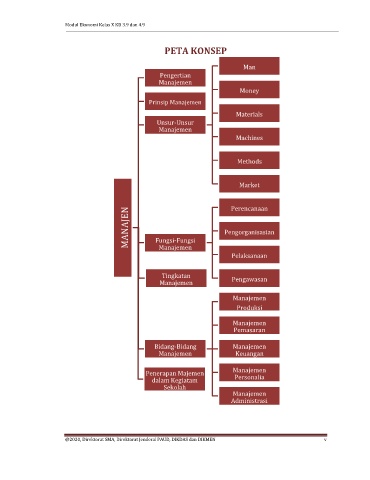 Modul Ekonomi Kelas X KD 3.9 dan 4.9
PETA KONSEP
MANAJEN
Pengertian
Manajemen
Prinsip Manajemen
Unsur-Unsur
Manajemen
Man
Money
Materials
Machines
Methods
Market
Fungsi-Fungsi
Manajemen
Perencanaan
Pengorganisasian
Pelaksanaan
Pengawasan
Tingkatan
Manajemen
Bidang-Bidang
Manajemen
Manajemen
Produksi
Manajemen
Pemasaran
Manajemen
Keuangan
Manajemen
Personalia
Manajemen
Administrasi
Penerapan Majemen
dalam Kegiatam
Sekolah
@2020, Direktorat SMA, Direktorat Jenderal PAUD, DIKDAS dan DIKMEN
v